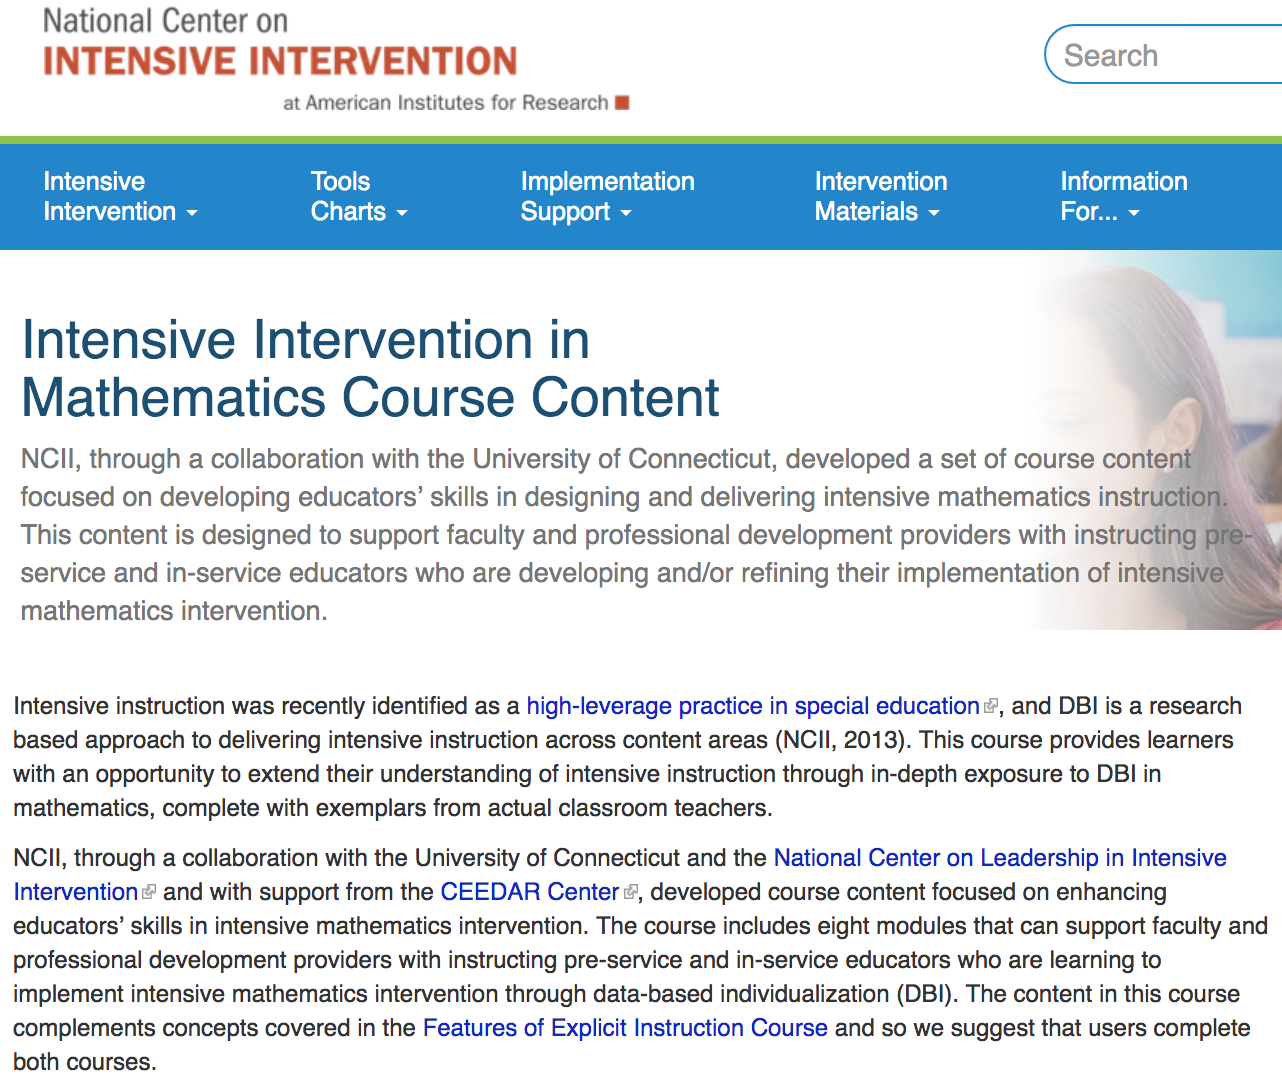 National Center on
INTENSIVE INTERVENTION
at American Institutes for Research
Search
Intensive
Intervention
Tools
Charts
Implementation
Support
Intervention
Materials
Information
For...
Intensive Intervention in
Mathematics Course Content
NCII, through a collaboration with the University of Connecticut, developed a set of course content
focused on developing educators’ skills in designing and delivering intensive mathematics instruction.
This content is designed to support faculty and professional development providers with instructing pre-
service and in-service educators who are developing and/or refining their implementation of intensive
mathematics intervention.
Intensive instruction was recently identified as a high-leverage practice in special education, and DBI is a research
based approach to delivering intensive instruction across content areas (NCII, 2013). This course provides learners
with an opportunity to extend their understanding of intensive instruction through in-depth exposure to DBI in
mathematics, complete with exemplars from actual classroom teachers.
NCII, through a collaboration with the University of Connecticut and the National Center on Leadership in Intensive
Intervention and with support from the CEEDAR Center, developed course content focused on enhancing
educators’ skills in intensive mathematics intervention. The course includes eight modules that can support faculty and
professional development providers with instructing pre-service and in-service educators who are learning to
implement intensive mathematics intervention through data-based individualization (DBI). The content in this course
complements concepts covered in the Features of Explicit Instruction Course and so we suggest that users complete
both courses.